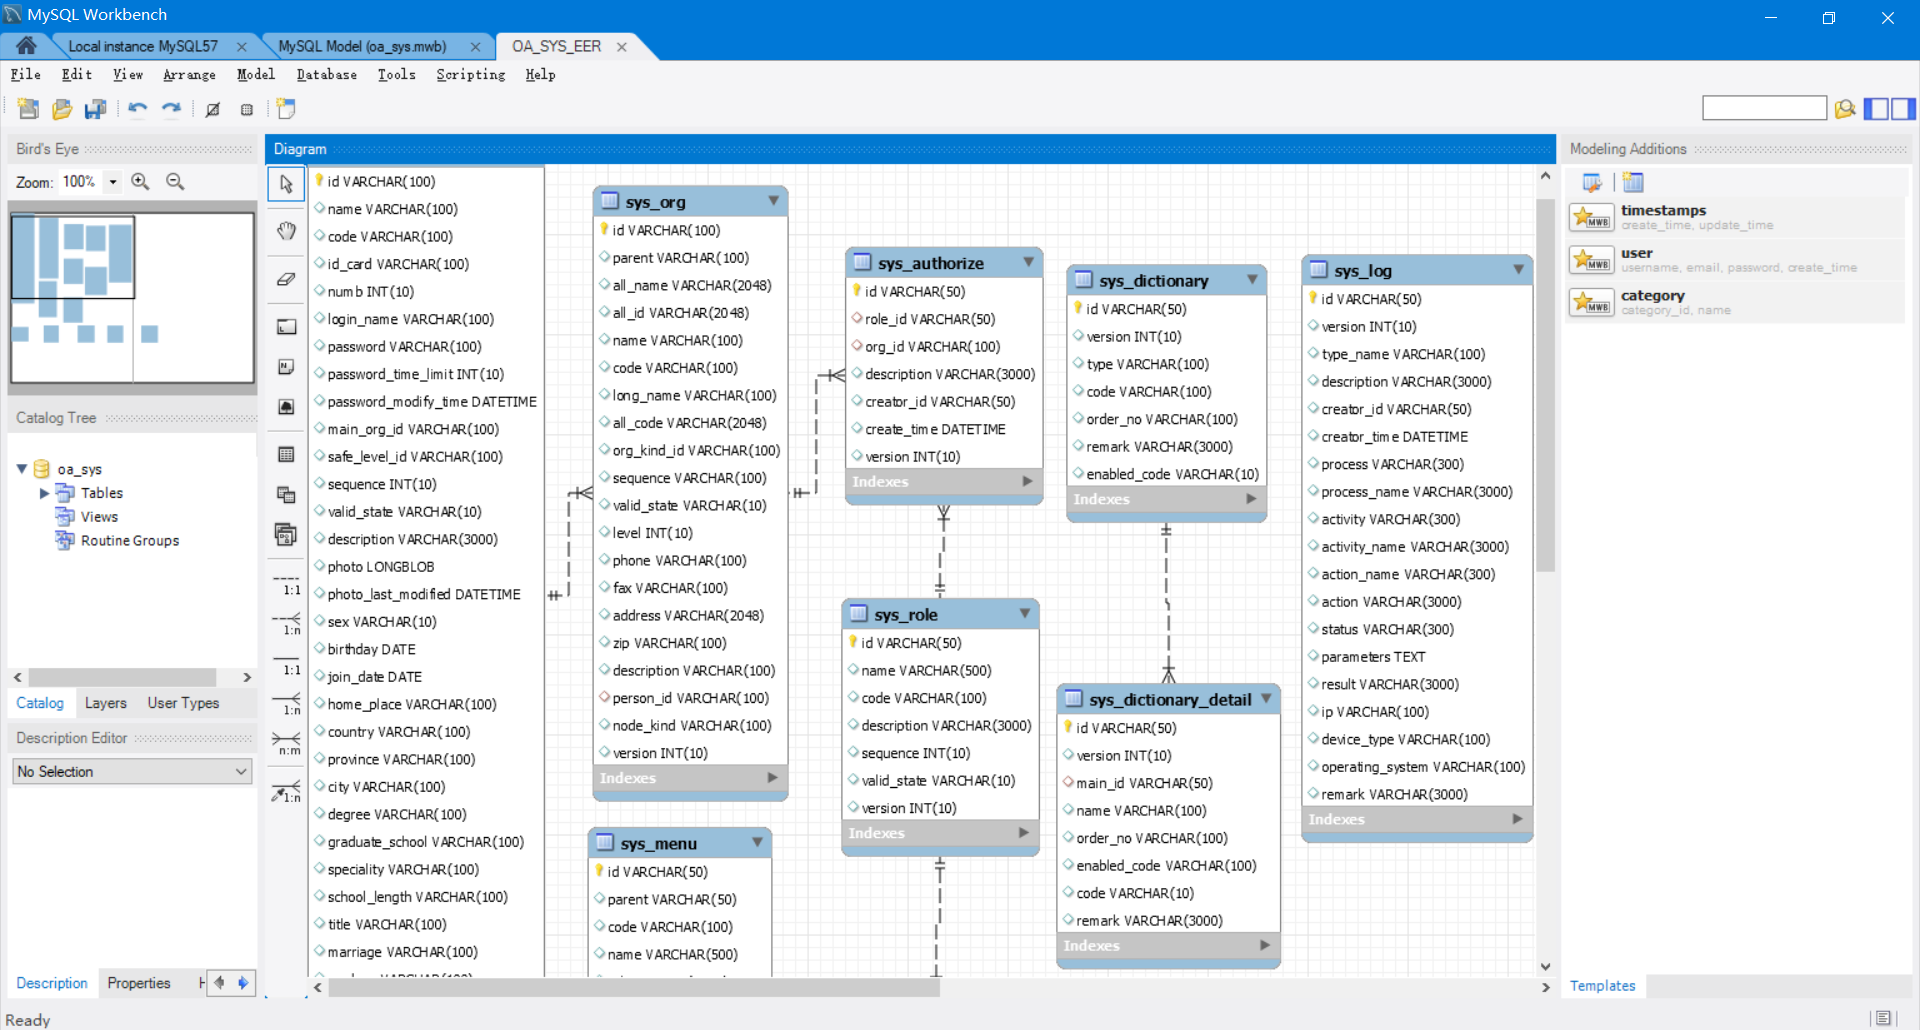 MySQL Workbench
Local instance MySQL57
MySQL Model (oa_sys.mwb)
OA_SYS_EER
File Edit View Arrange Model Database Tools Scripting Help
Bird's Eye
Zoom: 100%
Catalog Tree
oa_sys
Tables
Views
Routine Groups
Catalog Layers User Types
Description Editor
No Selection
Description Properties H
Ready
Diagram
1:1
1:n
1:1
1:n
n:m
1:n
id VARCHAR(100)
name VARCHAR(100)
code VARCHAR(100)
id_card VARCHAR(100)
numb INT(10)
login_name VARCHAR(100)
password VARCHAR(100)
password_time_limit INT(10)
password_modify_time DATETIME
main_org_id VARCHAR(100)
safe_level_id VARCHAR(100)
sequence INT(10)
valid_state VARCHAR(10)
description VARCHAR(3000)
photo LONGBLOB
photo_last_modified DATETIME
sex VARCHAR(10)
birthday DATE
join_date DATE
home_place VARCHAR(100)
country VARCHAR(100)
province VARCHAR(100)
city VARCHAR(100)
degree VARCHAR(100)
graduate_school VARCHAR(100)
speciality VARCHAR(100)
school_length VARCHAR(100)
title VARCHAR(100)
marriage VARCHAR(100)
sys_org
id VARCHAR(100)
parent VARCHAR(100)
all_name VARCHAR(2048)
all_id VARCHAR(2048)
name VARCHAR(100)
code VARCHAR(100)
long_name VARCHAR(100)
all_code VARCHAR(2048)
org_kind_id VARCHAR(100)
sequence VARCHAR(100)
valid_state VARCHAR(10)
level INT(10)
phone VARCHAR(100)
fax VARCHAR(100)
address VARCHAR(2048)
zip VARCHAR(100)
description VARCHAR(100)
person_id VARCHAR(100)
node_kind VARCHAR(100)
version INT(10)
Indexes
sys_menu
id VARCHAR(50)
parent VARCHAR(50)
code VARCHAR(100)
name VARCHAR(500)
sys_authorize
id VARCHAR(50)
role_id VARCHAR(50)
org_id VARCHAR(100)
description VARCHAR(3000)
creator_id VARCHAR(50)
create_time DATETIME
version INT(10)
Indexes
sys_role
id VARCHAR(50)
name VARCHAR(500)
code VARCHAR(100)
description VARCHAR(3000)
sequence INT(10)
valid_state VARCHAR(10)
version INT(10)
Indexes
sys_dictionary
id VARCHAR(50)
version INT(10)
type VARCHAR(100)
code VARCHAR(100)
order_no VARCHAR(100)
remark VARCHAR(3000)
enabled_code VARCHAR(10)
Indexes
sys_dictionary_detail
id VARCHAR(50)
version INT(10)
main_id VARCHAR(50)
name VARCHAR(100)
order_no VARCHAR(100)
enabled_code VARCHAR(100)
code VARCHAR(10)
remark VARCHAR(3000)
Indexes
sys_log
id VARCHAR(50)
version INT(10)
type_name VARCHAR(100)
description VARCHAR(3000)
creator_id VARCHAR(50)
creator_time DATETIME
process VARCHAR(300)
process_name VARCHAR(3000)
activity VARCHAR(300)
activity_name VARCHAR(3000)
action_name VARCHAR(300)
action VARCHAR(3000)
status VARCHAR(300)
parameters TEXT
result VARCHAR(3000)
ip VARCHAR(100)
device_type VARCHAR(100)
operating_system VARCHAR(100)
remark VARCHAR(3000)
Indexes
Modeling Additions
MWB
timestamps
create_time, update_time
MWB
user
username, email, password, create_time
MWB
category
category_id, name
Templates